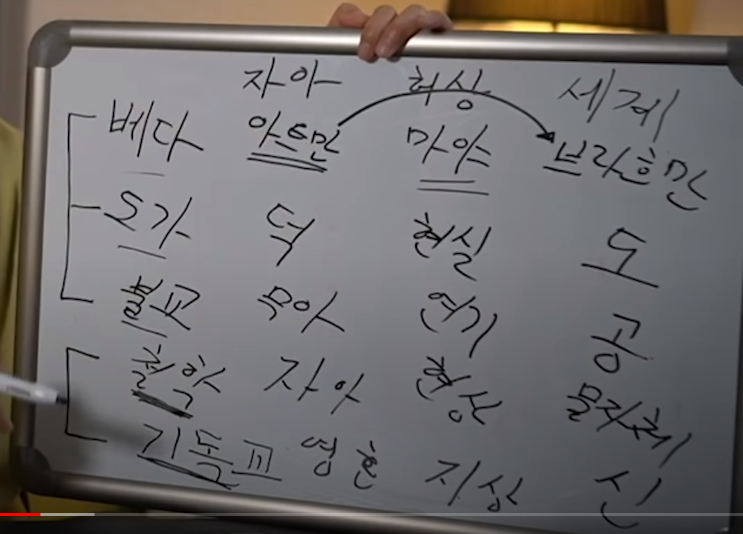 자아 허상 세계
베다 아트만 마야 브라흐만
도가 덕 현실 도
불교 무아 연기 공
철학 자아 현상 물자체
기독교 영혼 지상 신